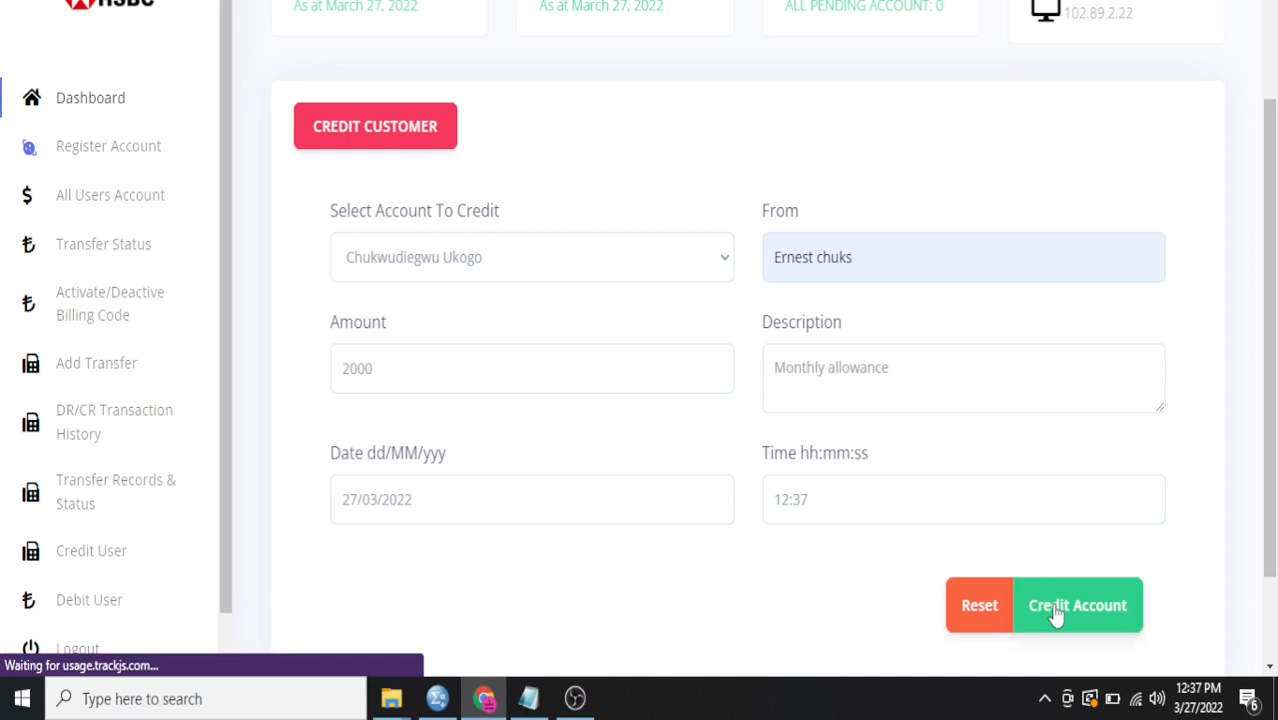 HSBC
As at March 27, 2022
As at March 27, 2022
ALL PENDING ACCOUNT: 0
102.89.2.22
Dashboard
Register Account
All Users Account
Transfer Status
Activate/Deactive
Billing Code
Add Transfer
DR/CR Transaction
History
Transfer Records &
Status
Credit User
Debit User
Logout
CREDIT CUSTOMER
Select Account To Credit
From
Chukwudiegwu Ukogo
Ernest chuks
Amount
Description
2000
Monthly allowance
Date dd/MM/yyy
Time hh:mm:ss
27/03/2022
12:37
Reset
Credit Account
Waiting for usage.trackjs.com...
Type here to search
12:37 PM
3/27/2022
6